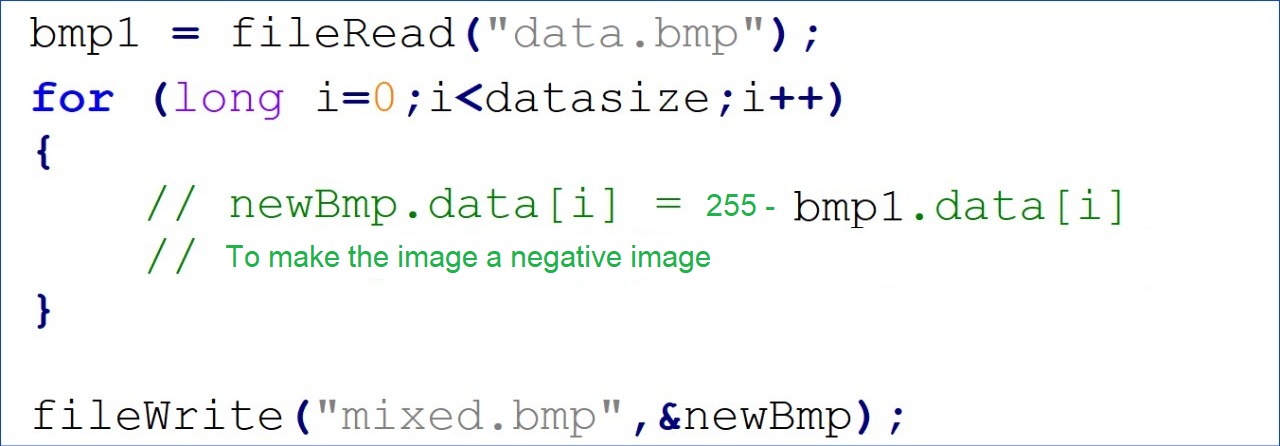 bmp1 = fileRead("data.bmp");
for (long i=0;i<datasize;i++)
{
// newBmp.data[i] = 255 - bmp1.data[i]
// To make the image a negative image
}
fileWrite("mixed.bmp",&newBmp);